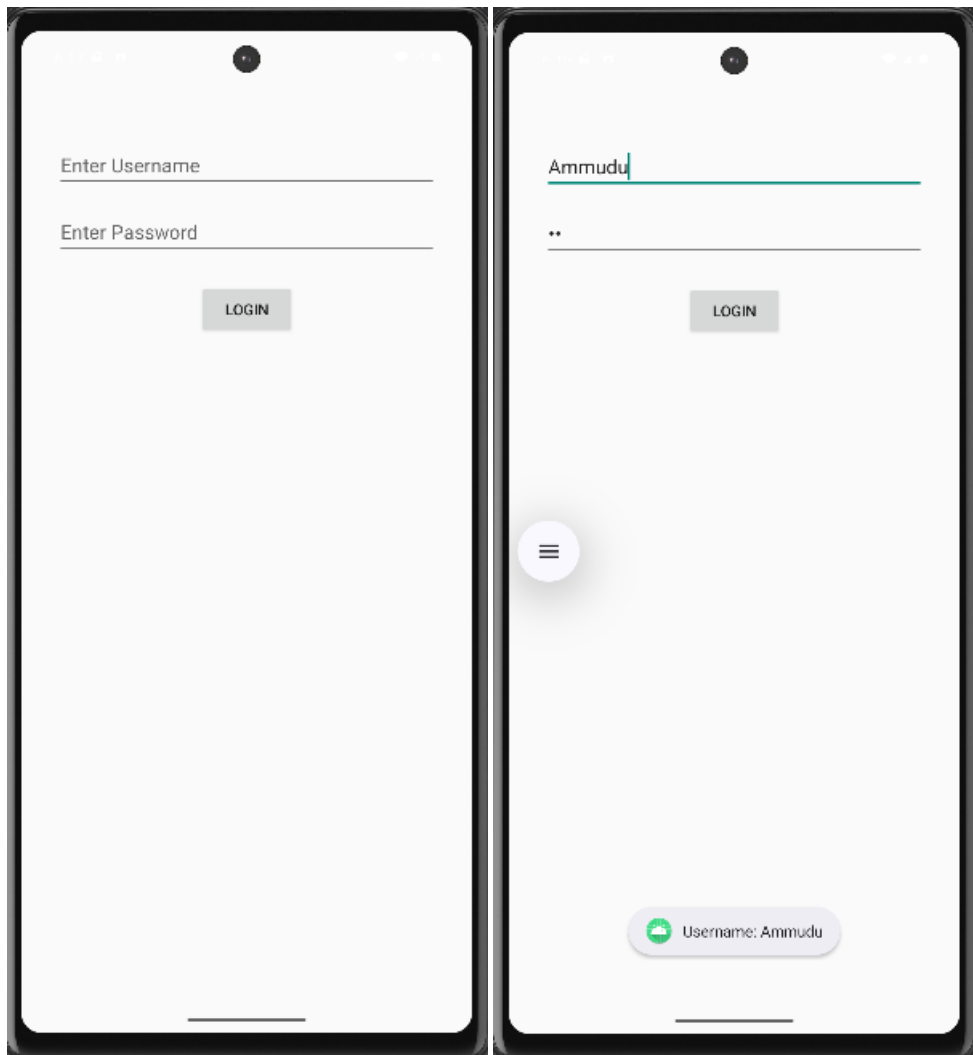 Enter Username
Enter Password
LOGIN
Ammudu
••
LOGIN
Username: Ammudu